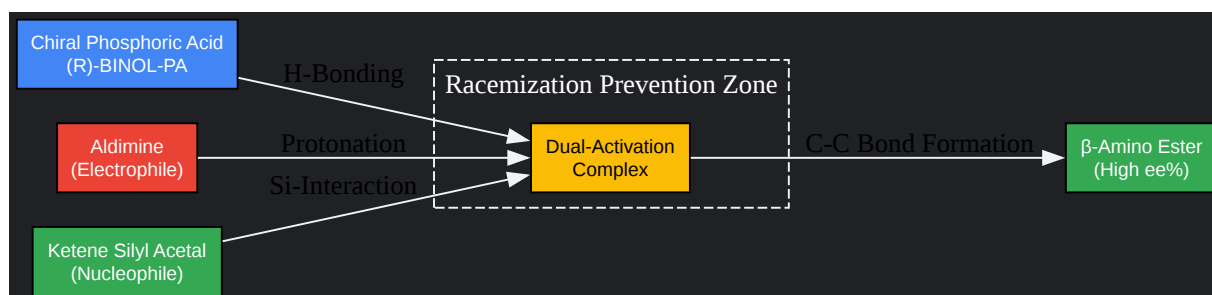 Chiral Phosphoric Acid
(R)-BINOL-PA
H-Bonding
Racemization Prevention Zone
Aldimine
(Electrophile)
Protonation
Dual-Activation
Complex
C-C Bond Formation
β-Amino Ester
(High ee%)
Si-Interaction
Ketene Silyl Acetal
(Nucleophile)